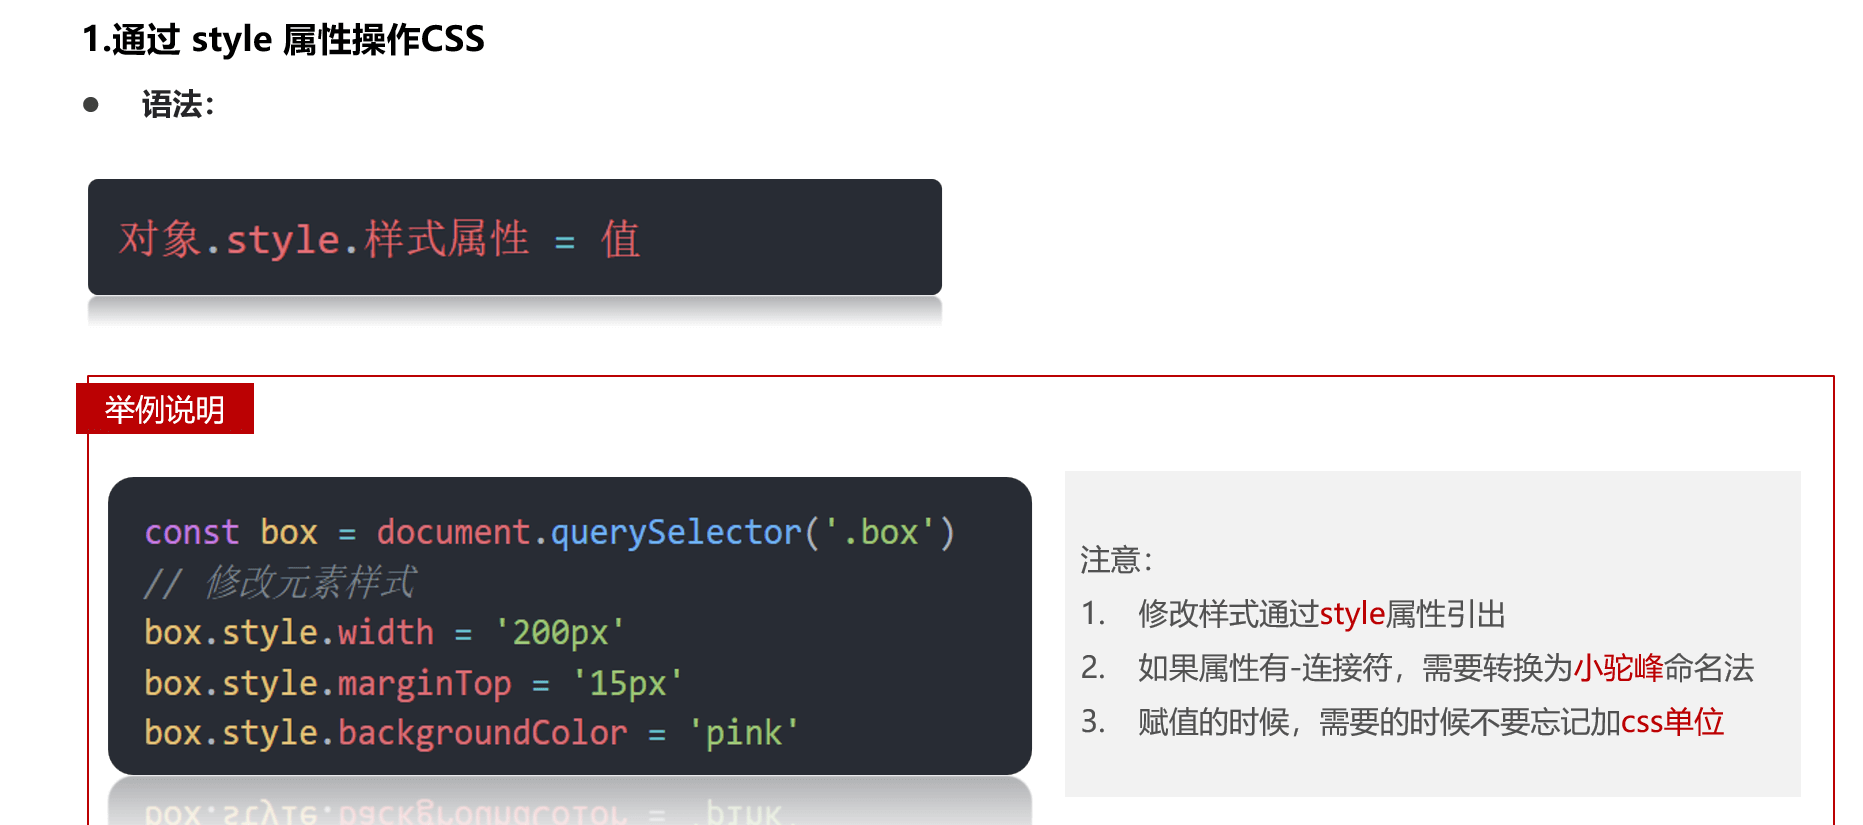 1.通过 style 属性操作CSS
● 语法：
对象.style.样式属性 = 值
举例说明
const box = document.querySelector('.box')
// 修改元素样式
box.style.width = '200px'
box.style.marginTop = '15px'
box.style.backgroundColor = 'pink'
注意：
1. 修改样式通过style属性引出
2. 如果属性有-连接符，需要转换为小驼峰命名法
3. 赋值的时候，需要的时候不要忘记加css单位